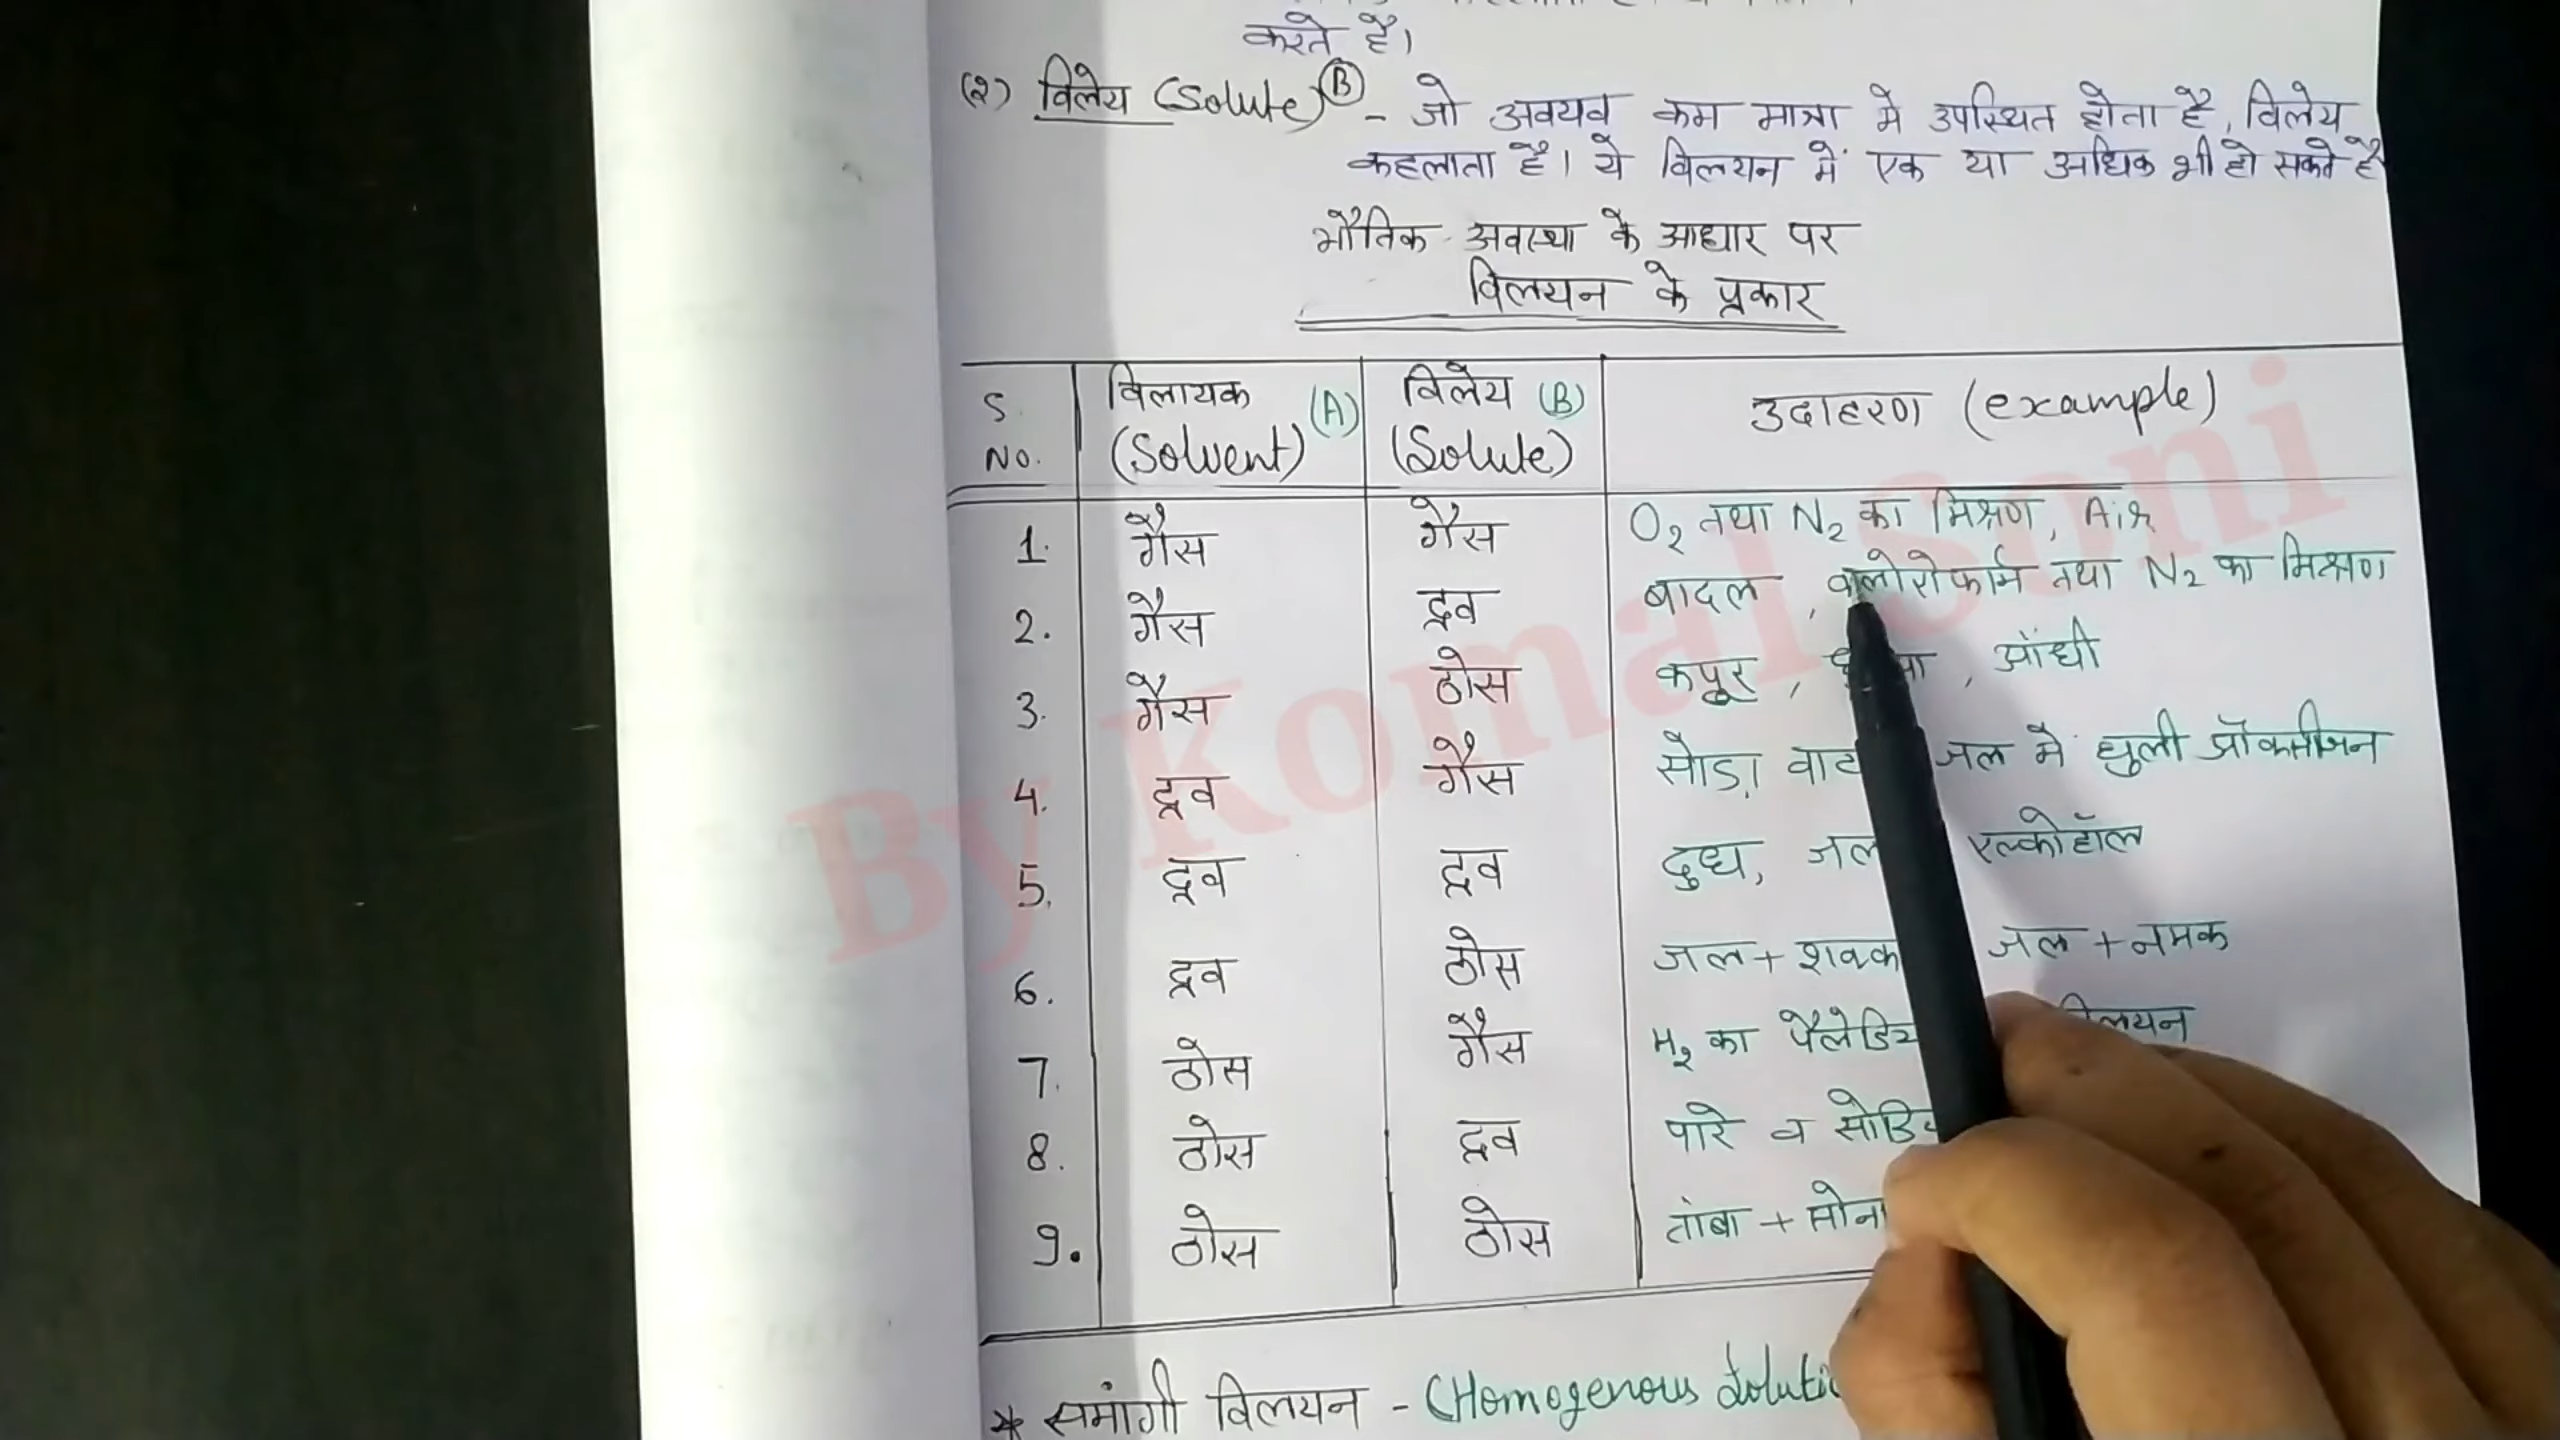 करते है।
(२) विलेय (Solute) (B) - जो अवयव कम मात्रा मे उपस्थित होता है, विलेय
कहलाता है। ये विलयन में एक या अधिक भी हो सकते है
भौतिक अवस्था के आधार पर
विलयन के प्रकार
S No. विलायक (Solvent) (A) विलेय (B) (Solute) उदाहरण (example)
1. गैस गैस O2 तथा N2 का मिश्रण, Air
2. गैस द्रव बादल, क्लोरोफार्म तथा N2 का मिश्रण
3. गैस ठोस कपूर, आँधी
4. द्रव गैस सोडा जल मे घुली ऑक्सीजन
5. द्रव द्रव दुध, जल एल्कोहॉल
6. द्रव ठोस जल + जल + नमक
7. ठोस गैस H2 का विलयन
8. ठोस द्रव पारे व
9. ठोस ठोस तांबा + सोना
* समांगी विलयन - (Homogenous
By Komal Soni